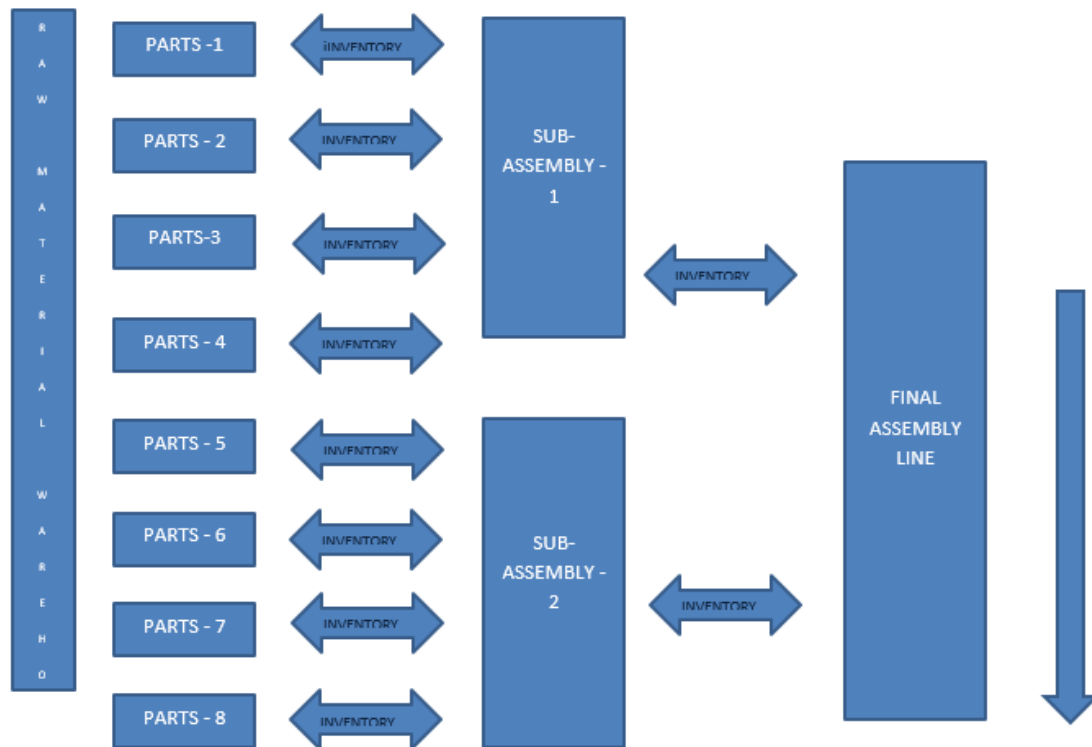 RAW MATERIAL WAREHO
PARTS -1
iINVENTORY
PARTS - 2
INVENTORY
PARTS-3
INVENTORY
PARTS - 4
INVENTORY
PARTS - 5
INVENTORY
PARTS - 6
INVENTORY
PARTS - 7
INVENTORY
PARTS - 8
INVENTORY
SUB-
ASSEMBLY -
1
SUB-
ASSEMBLY -
2
INVENTORY
INVENTORY
FINAL
ASSEMBLY
LINE